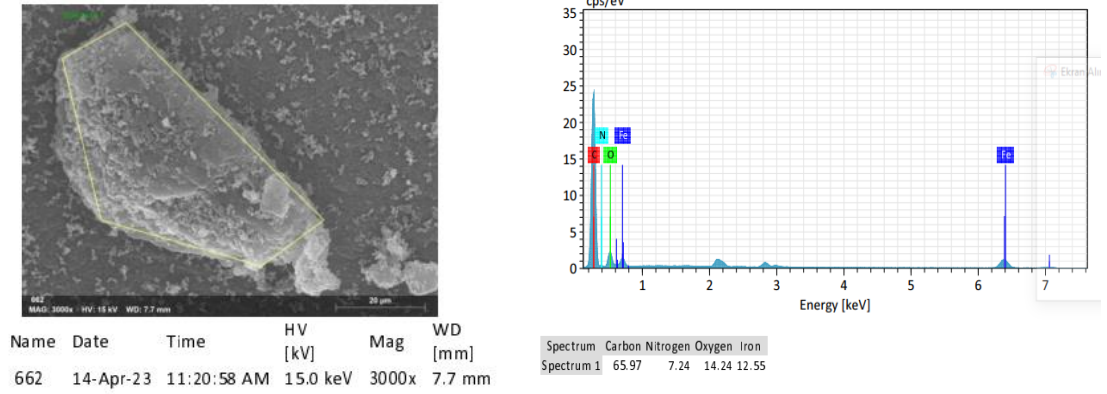 662
MAG: 3000x HV: 15 kV WD: 7.7 mm
20 µm
Name Date Time HV [kV] Mag WD [mm]
662 14-Apr-23 11:20:58 AM 15.0 keV 3000x 7.7 mm
cps/eV
35
30
25
20
15
10
5
0
N Fe
C O Fe
1 2 3 4 5 6 7
Energy [keV]
Spectrum Carbon Nitrogen Oxygen Iron
Spectrum 1 65.97 7.24 14.24 12.55
Ekran